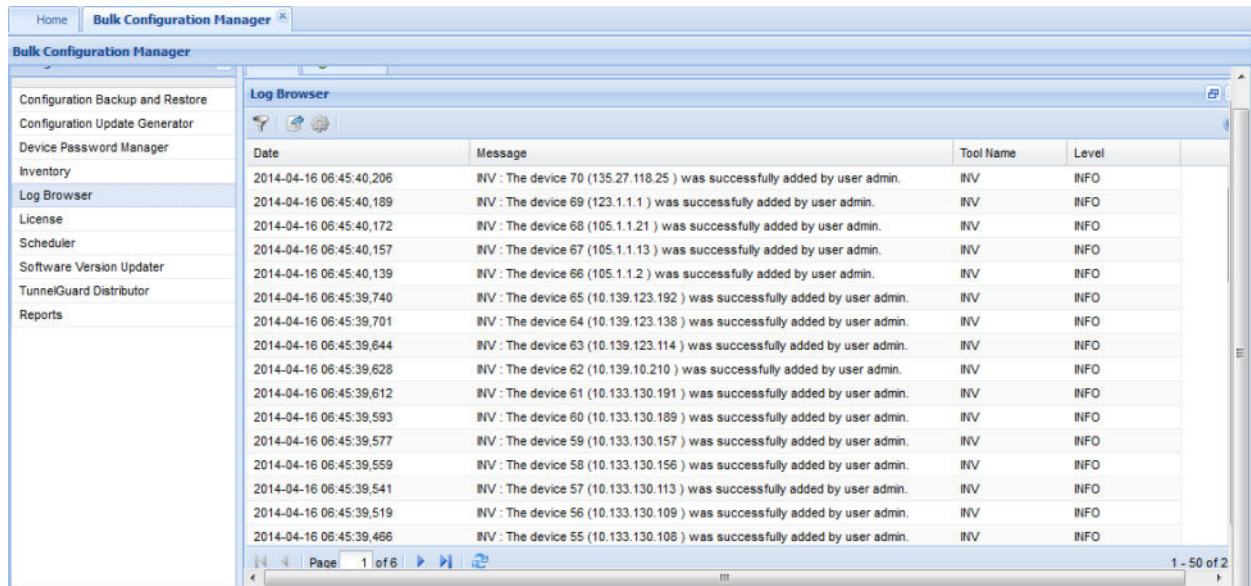 Home
Bulk Configuration Manager
Bulk Configuration Manager
Configuration Backup and Restore
Configuration Update Generator
Device Password Manager
Inventory
Log Browser
License
Scheduler
Software Version Updater
TunnelGuard Distributor
Reports
Log Browser
Date Message Tool Name Level
2014-04-16 06:45:40,206 INV : The device 70 (135.27.118.25 ) was successfully added by user admin. INV INFO
2014-04-16 06:45:40,189 INV : The device 69 (123.1.1.1 ) was successfully added by user admin. INV INFO
2014-04-16 06:45:40,172 INV : The device 68 (105.1.1.21 ) was successfully added by user admin. INV INFO
2014-04-16 06:45:40,157 INV : The device 67 (105.1.1.13 ) was successfully added by user admin. INV INFO
2014-04-16 06:45:40,139 INV : The device 66 (105.1.1.2 ) was successfully added by user admin. INV INFO
2014-04-16 06:45:39,740 INV : The device 65 (10.139.123.192 ) was successfully added by user admin. INV INFO
2014-04-16 06:45:39,701 INV : The device 64 (10.139.123.138 ) was successfully added by user admin. INV INFO
2014-04-16 06:45:39,644 INV : The device 63 (10.139.123.114 ) was successfully added by user admin. INV INFO
2014-04-16 06:45:39,628 INV : The device 62 (10.139.10.210 ) was successfully added by user admin. INV INFO
2014-04-16 06:45:39,612 INV : The device 61 (10.133.130.191 ) was successfully added by user admin. INV INFO
2014-04-16 06:45:39,593 INV : The device 60 (10.133.130.189 ) was successfully added by user admin. INV INFO
2014-04-16 06:45:39,577 INV : The device 59 (10.133.130.157 ) was successfully added by user admin. INV INFO
2014-04-16 06:45:39,559 INV : The device 58 (10.133.130.156 ) was successfully added by user admin. INV INFO
2014-04-16 06:45:39,541 INV : The device 57 (10.133.130.113 ) was successfully added by user admin. INV INFO
2014-04-16 06:45:39,519 INV : The device 56 (10.133.130.109 ) was successfully added by user admin. INV INFO
2014-04-16 06:45:39,466 INV : The device 55 (10.133.130.108 ) was successfully added by user admin. INV INFO
Page 1 of 6 1 - 50 of 2